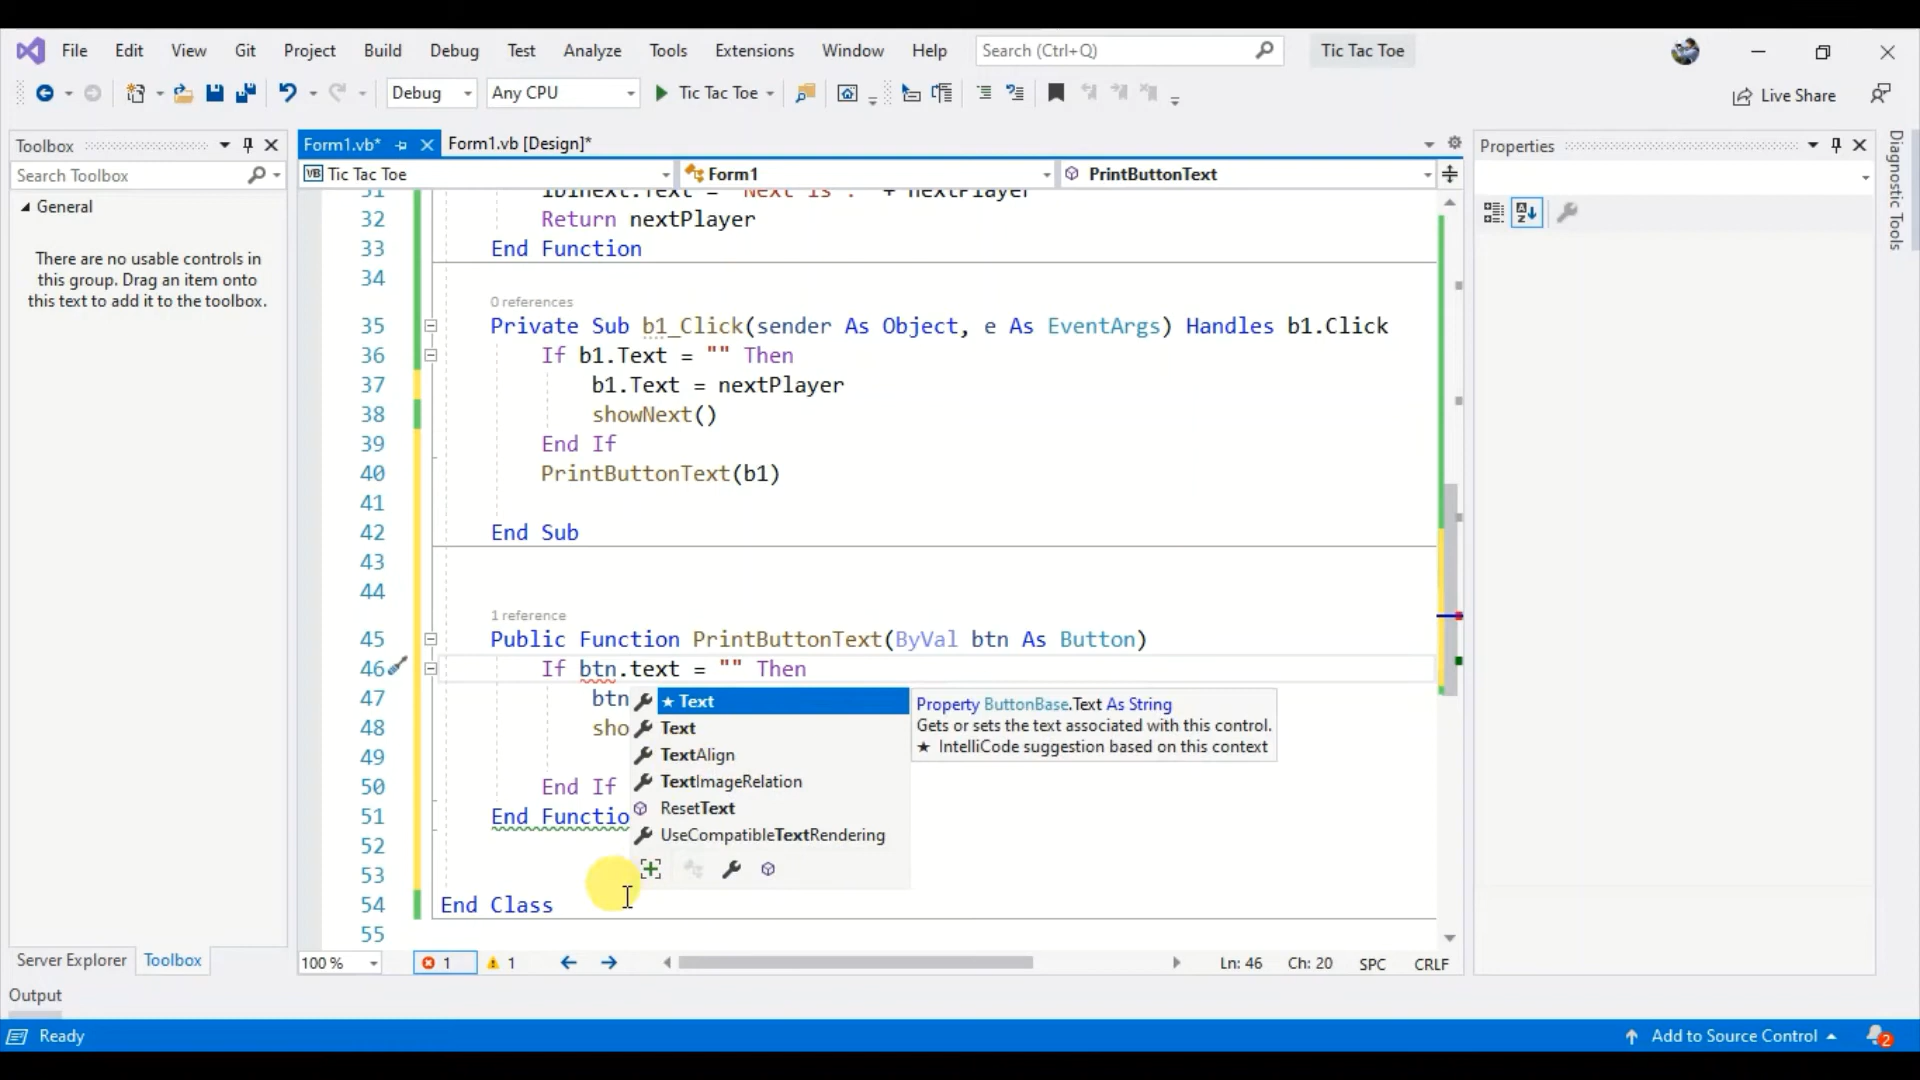 File Edit View Git Project Build Debug Test Analyze Tools Extensions Window Help Search (Ctrl+Q) Tic Tac Toe
Debug Any CPU Tic Tac Toe Live Share
Toolbox
Search Toolbox
General
There are no usable controls in
this group. Drag an item onto
this text to add it to the toolbox.
Server Explorer Toolbox
Output
Form1.vb* Form1.vb [Design]*
VB Tic Tac Toe Form1 PrintButtonText
31 lblnext.Text = "Next is : " + nextPlayer
32 Return nextPlayer
33 End Function
34
0 references
35 Private Sub b1_Click(sender As Object, e As EventArgs) Handles b1.Click
36 If b1.Text = "" Then
37 b1.Text = nextPlayer
38 showNext()
39 End If
40 PrintButtonText(b1)
41
42 End Sub
43
44
1 reference
45 Public Function PrintButtonText(ByVal btn As Button)
46 If btn.text = "" Then
47 btn
48 sho
49
50 End If
51 End Functio
52
53
54 End Class
55
★ Text
Text
TextAlign
TextImageRelation
ResetText
UseCompatibleTextRendering
Property ButtonBase.Text As String
Gets or sets the text associated with this control.
★ IntelliCode suggestion based on this context
100 % 1 1 Ln: 46 Ch: 20 SPC CRLF
Properties
Diagnostic Tools
Ready Add to Source Control 2